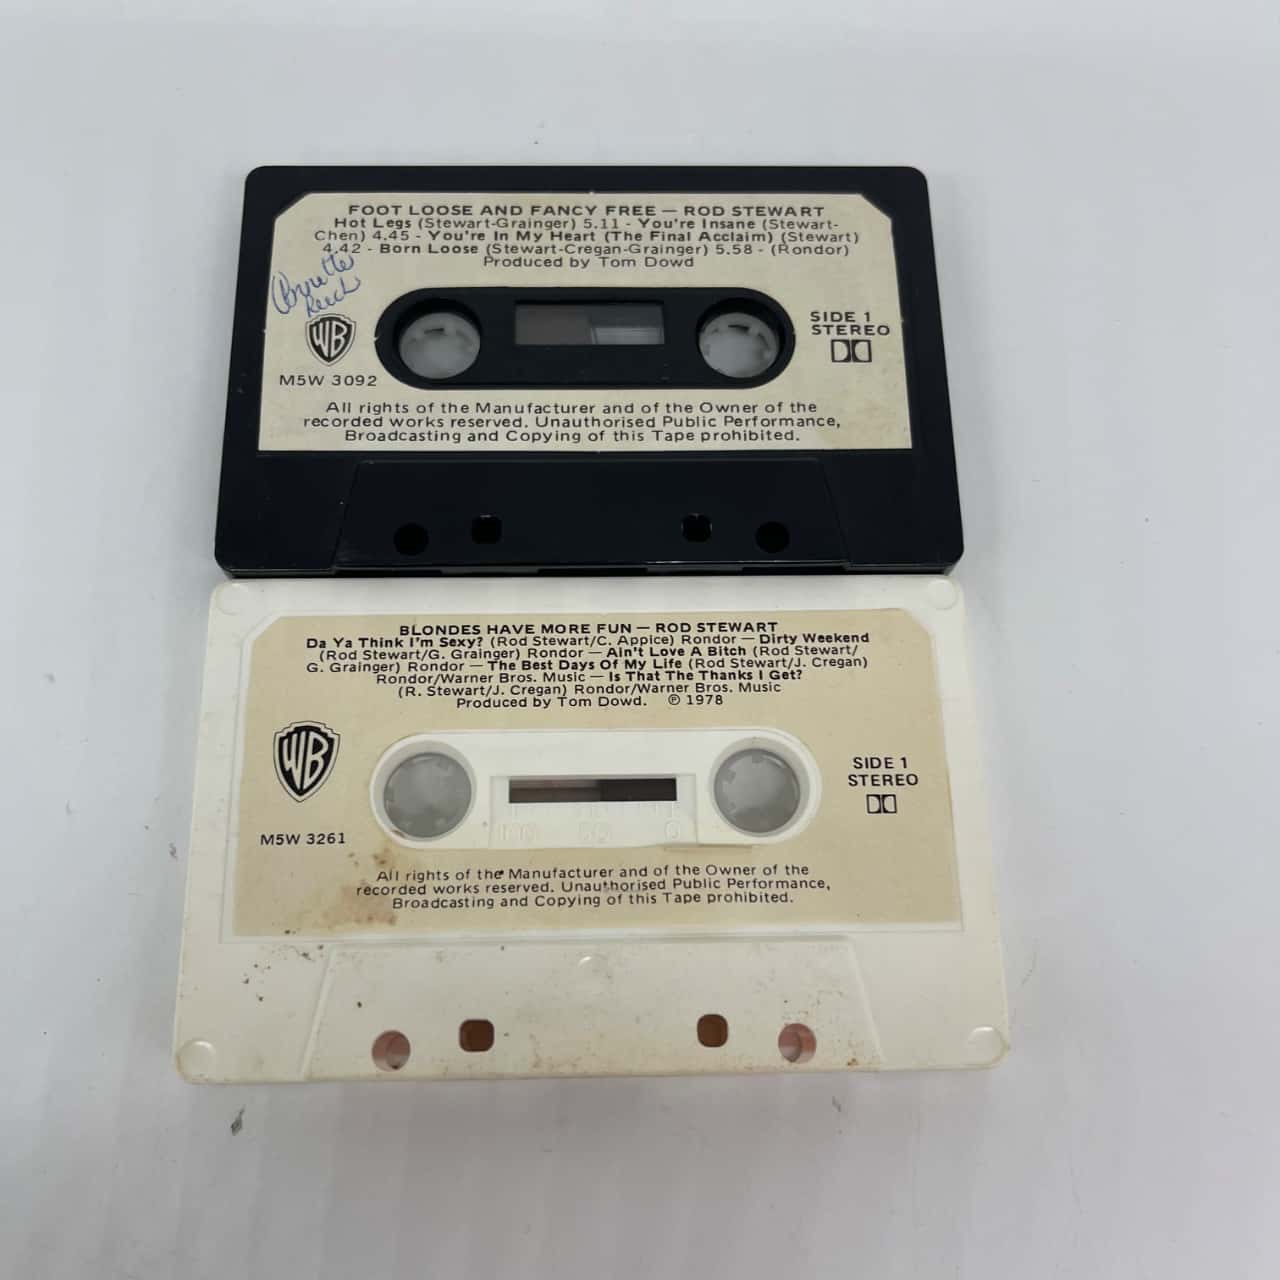 FOOT LOOSE AND FANCY FREE — ROD STEWART
Hot Legs (Stewart-Grainger) 5.11 - You're Insane (Stewart-
Chen) 4.45 - You're In My Heart (The Final Acclaim) (Stewart)
4.42 - Born Loose (Stewart-Cregan-Grainger) 5.58 - (Rondor)
Produced by Tom Dowd
WB
M5W 3092
SIDE 1
STEREO
All rights of the Manufacturer and of the Owner of the
recorded works reserved. Unauthorised Public Performance,
Broadcasting and Copying of this Tape prohibited.
BLONDES HAVE MORE FUN — ROD STEWART
Da Ya Think I'm Sexy? (Rod Stewart/C. Appice) Rondor — Dirty Weekend
(Rod Stewart/G. Grainger) Rondor — Ain't Love A Bitch (Rod Stewart/
G. Grainger) Rondor — The Best Days Of My Life (Rod Stewart/J. Cregan)
Rondor/Warner Bros. Music — Is That The Thanks I Get?
(R. Stewart/J. Cregan) Rondor/Warner Bros. Music
Produced by Tom Dowd. ℗ 1978
WB
M5W 3261
SIDE 1
STEREO
100 50 0
All rights of the Manufacturer and of the Owner of the
recorded works reserved. Unauthorised Public Performance,
Broadcasting and Copying of this Tape prohibited.